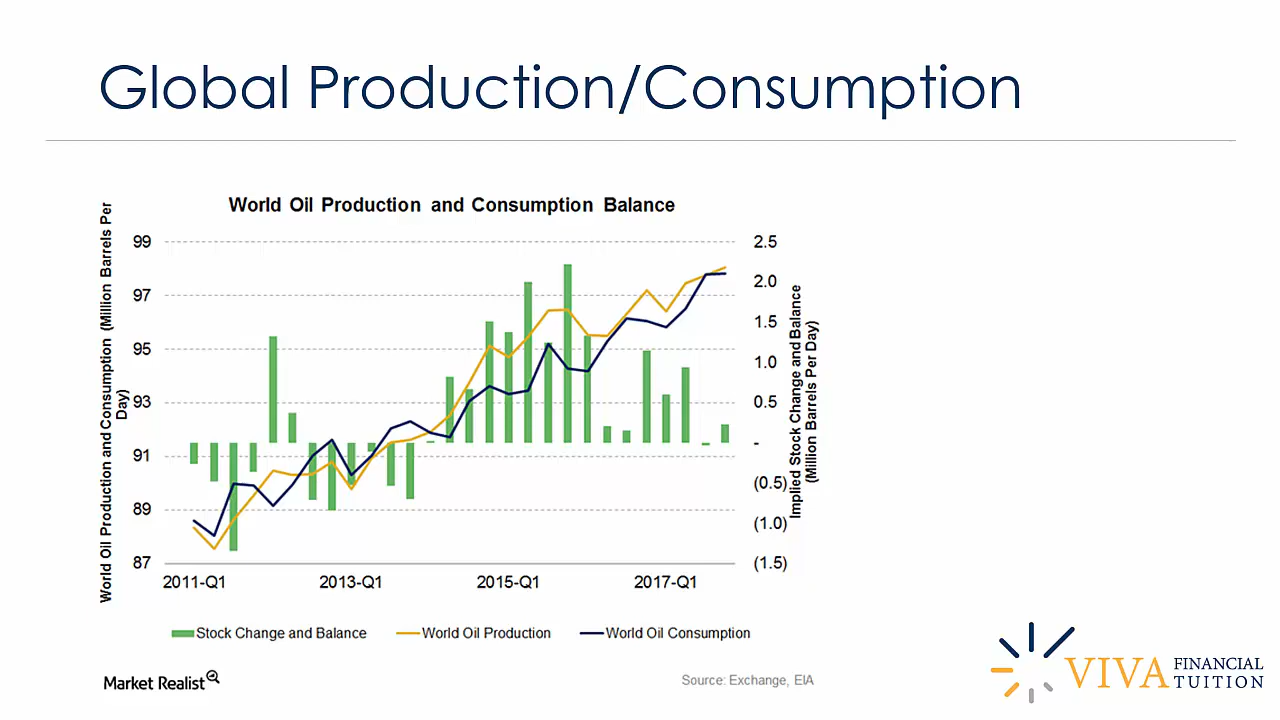 Global Production/Consumption
World Oil Production and Consumption Balance
World Oil Production and Consumption (Million Barrels Per
Day)
99
97
95
93
91
89
87
2.5
2.0
1.5
1.0
0.5
-
(0.5)
(1.0)
(1.5)
Implied Stock Change and Balance
(Million Barrels Per Day)
2011-Q1 2013-Q1 2015-Q1 2017-Q1
Stock Change and Balance World Oil Production World Oil Consumption
Market Realist
Source: Exchange, EIA
VIVA FINANCIAL
TUITION